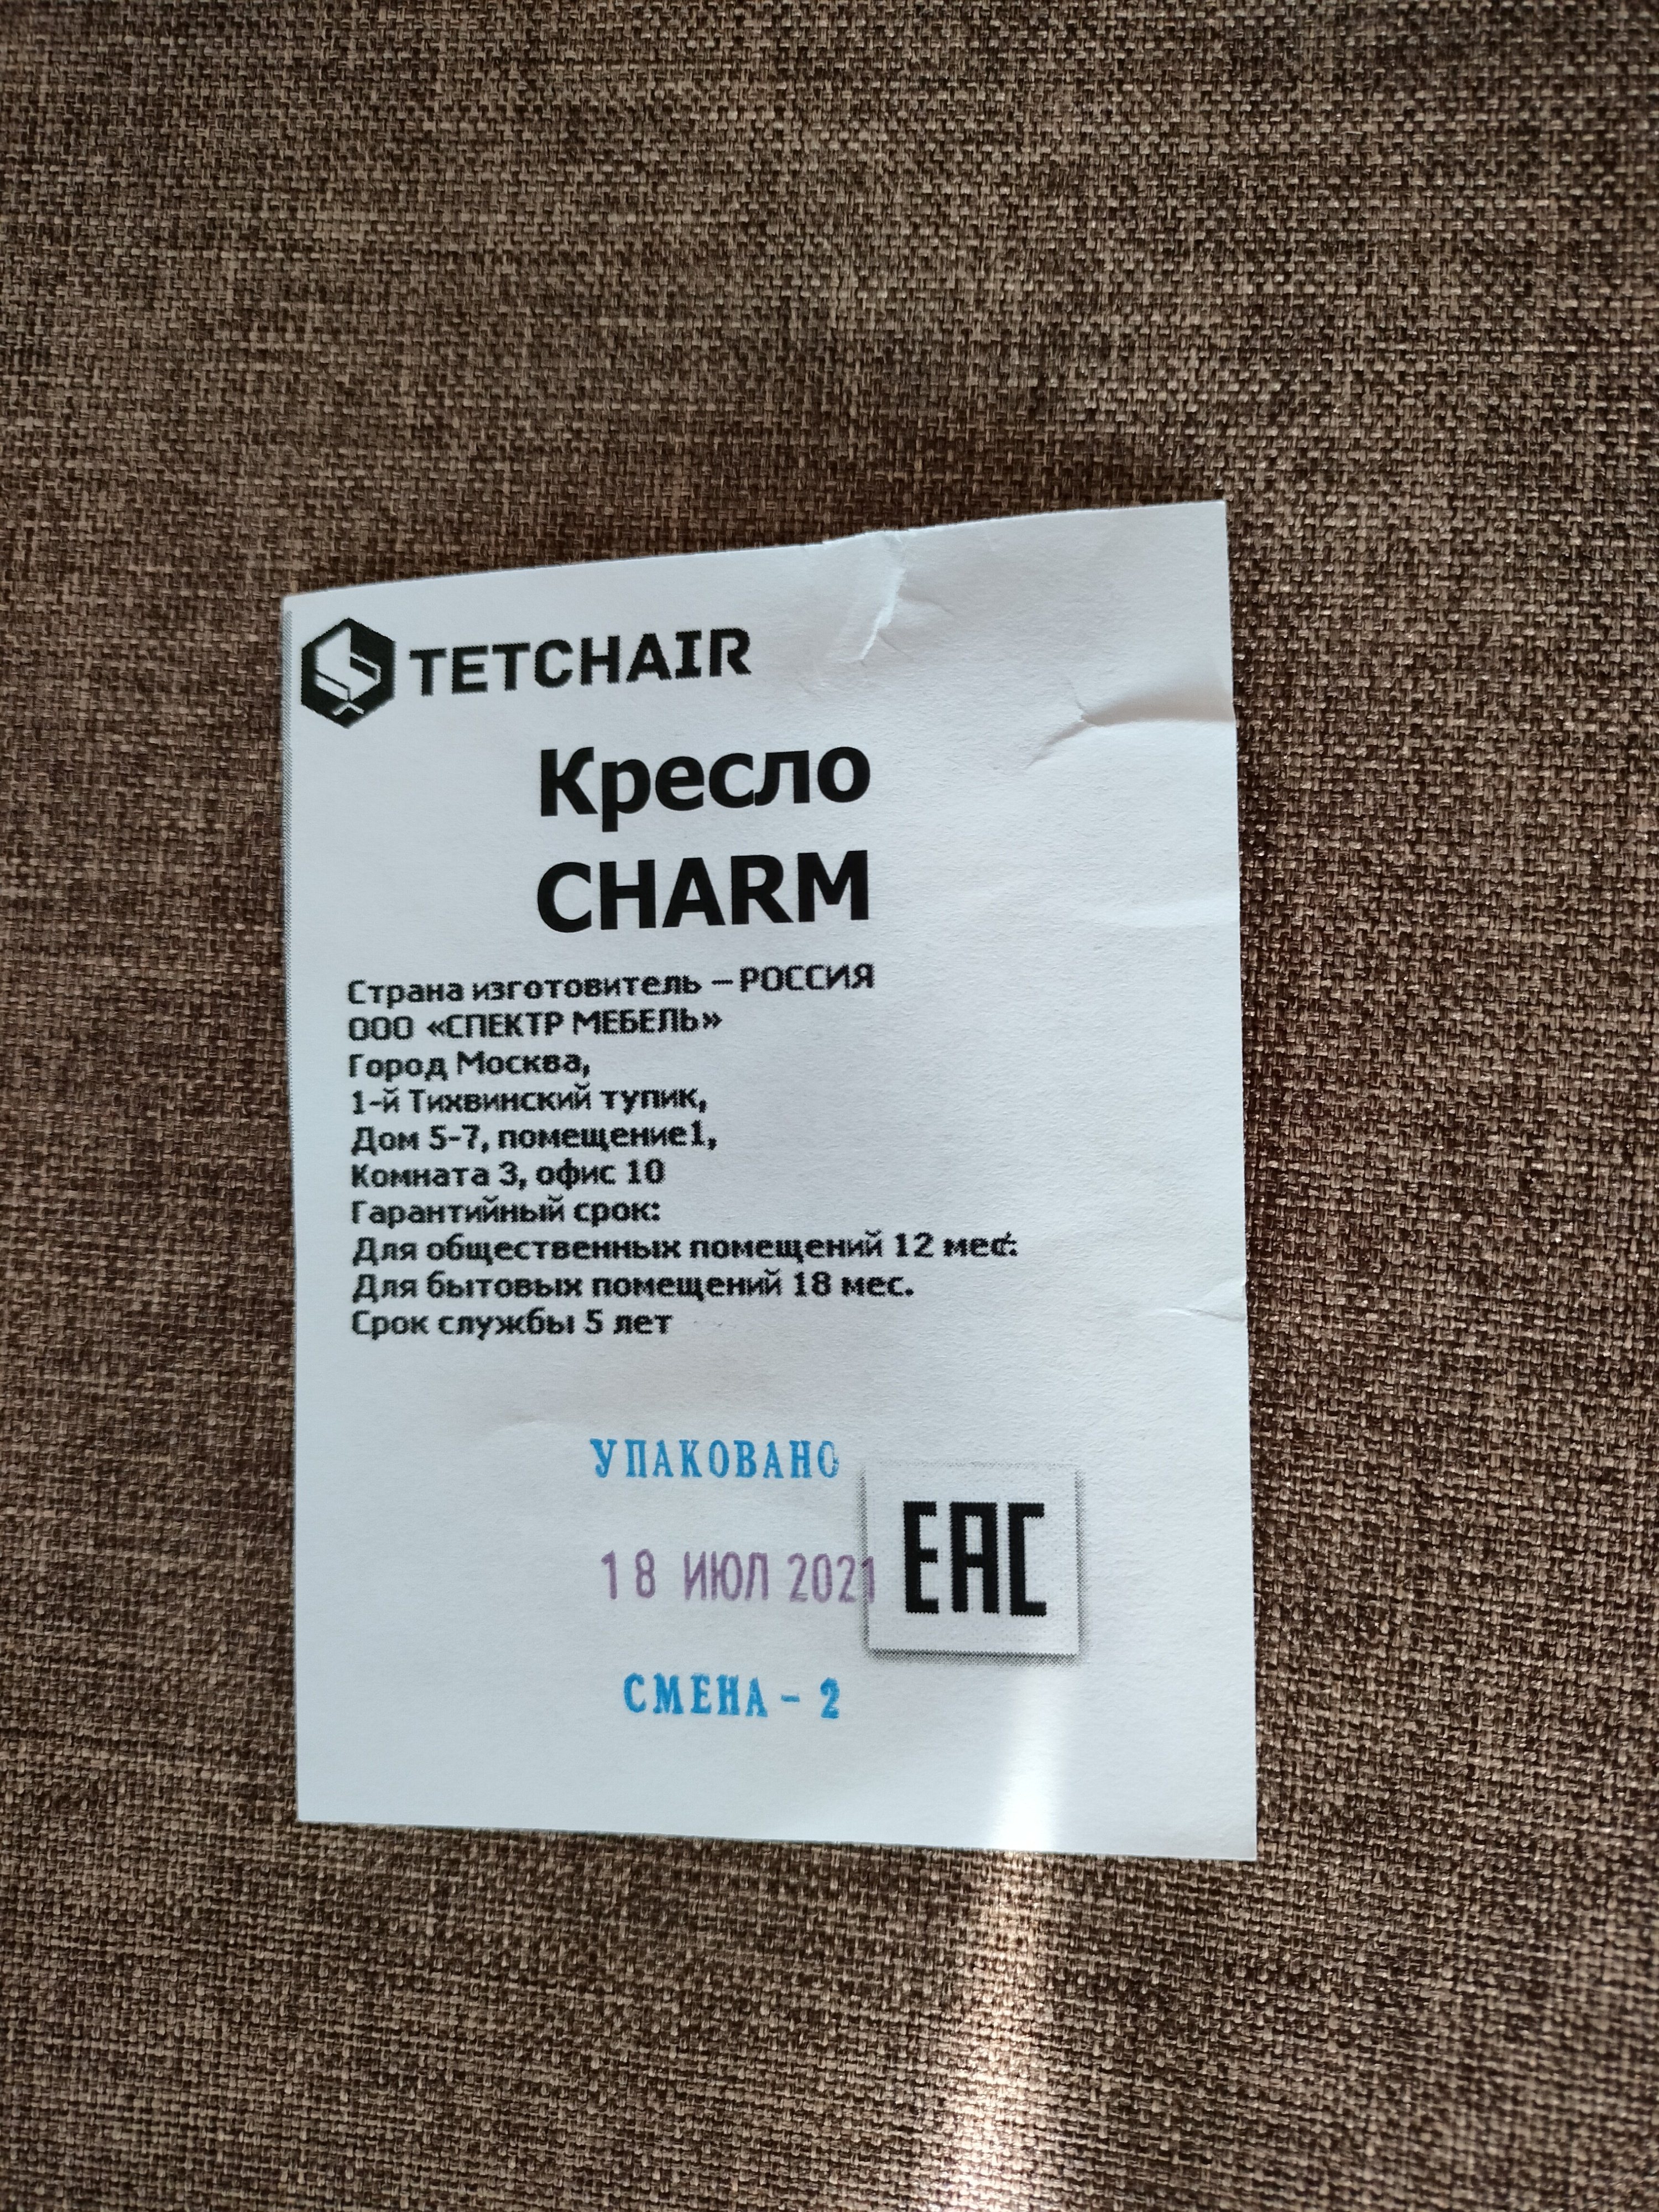 TETCHAIR
Кресло
CHARM
Страна изготовитель – РОССИЯ
ООО «СПЕКТР МЕБЕЛЬ»
Город Москва,
1-й Тихвинский тупик,
Дом 5-7, помещение1,
Комната 3, офис 10
Гарантийный срок:
Для общественных помещений 12 мес.
Для бытовых помещений 18 мес.
Срок службы 5 лет
УПАКОВАНО
18 ИЮЛ 2021
EAC
СМЕНА - 2